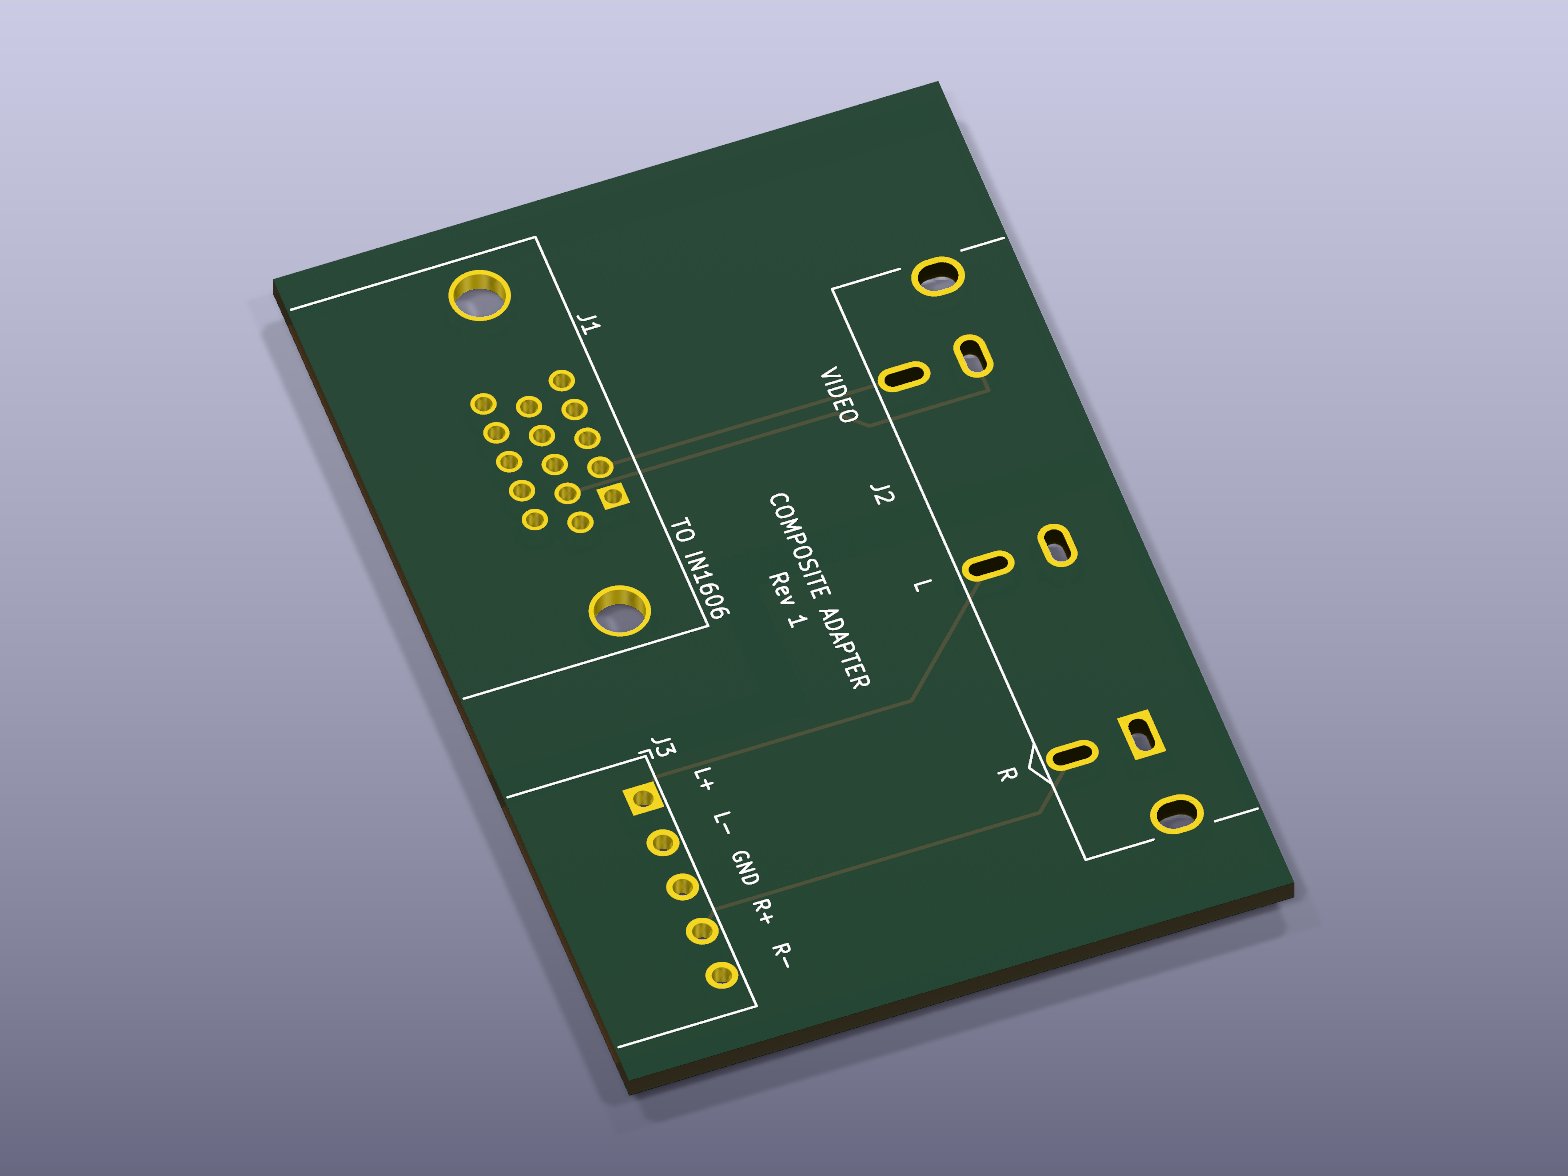 J1
TO IN1606
VIDEO
J2
COMPOSITE ADAPTER
Rev 1
L
R
J3
L+
L-
GND
R+
R-